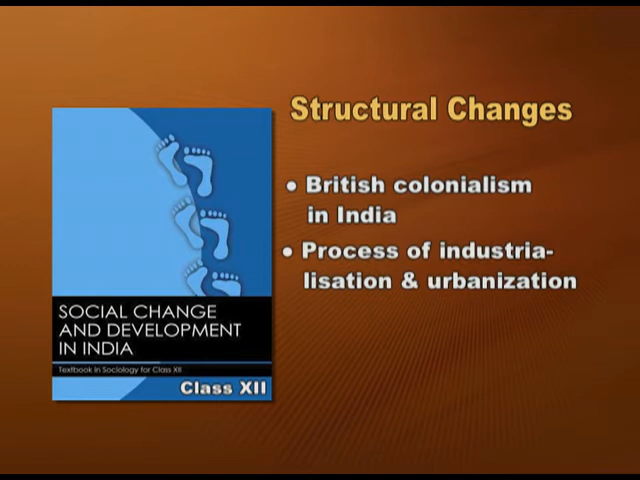 Structural Changes
• British colonialism
in India
• Process of industria-
lisation & urbanization
SOCIAL CHANGE
AND DEVELOPMENT
IN INDIA
Textbook in Sociology for Class XII
Class XII